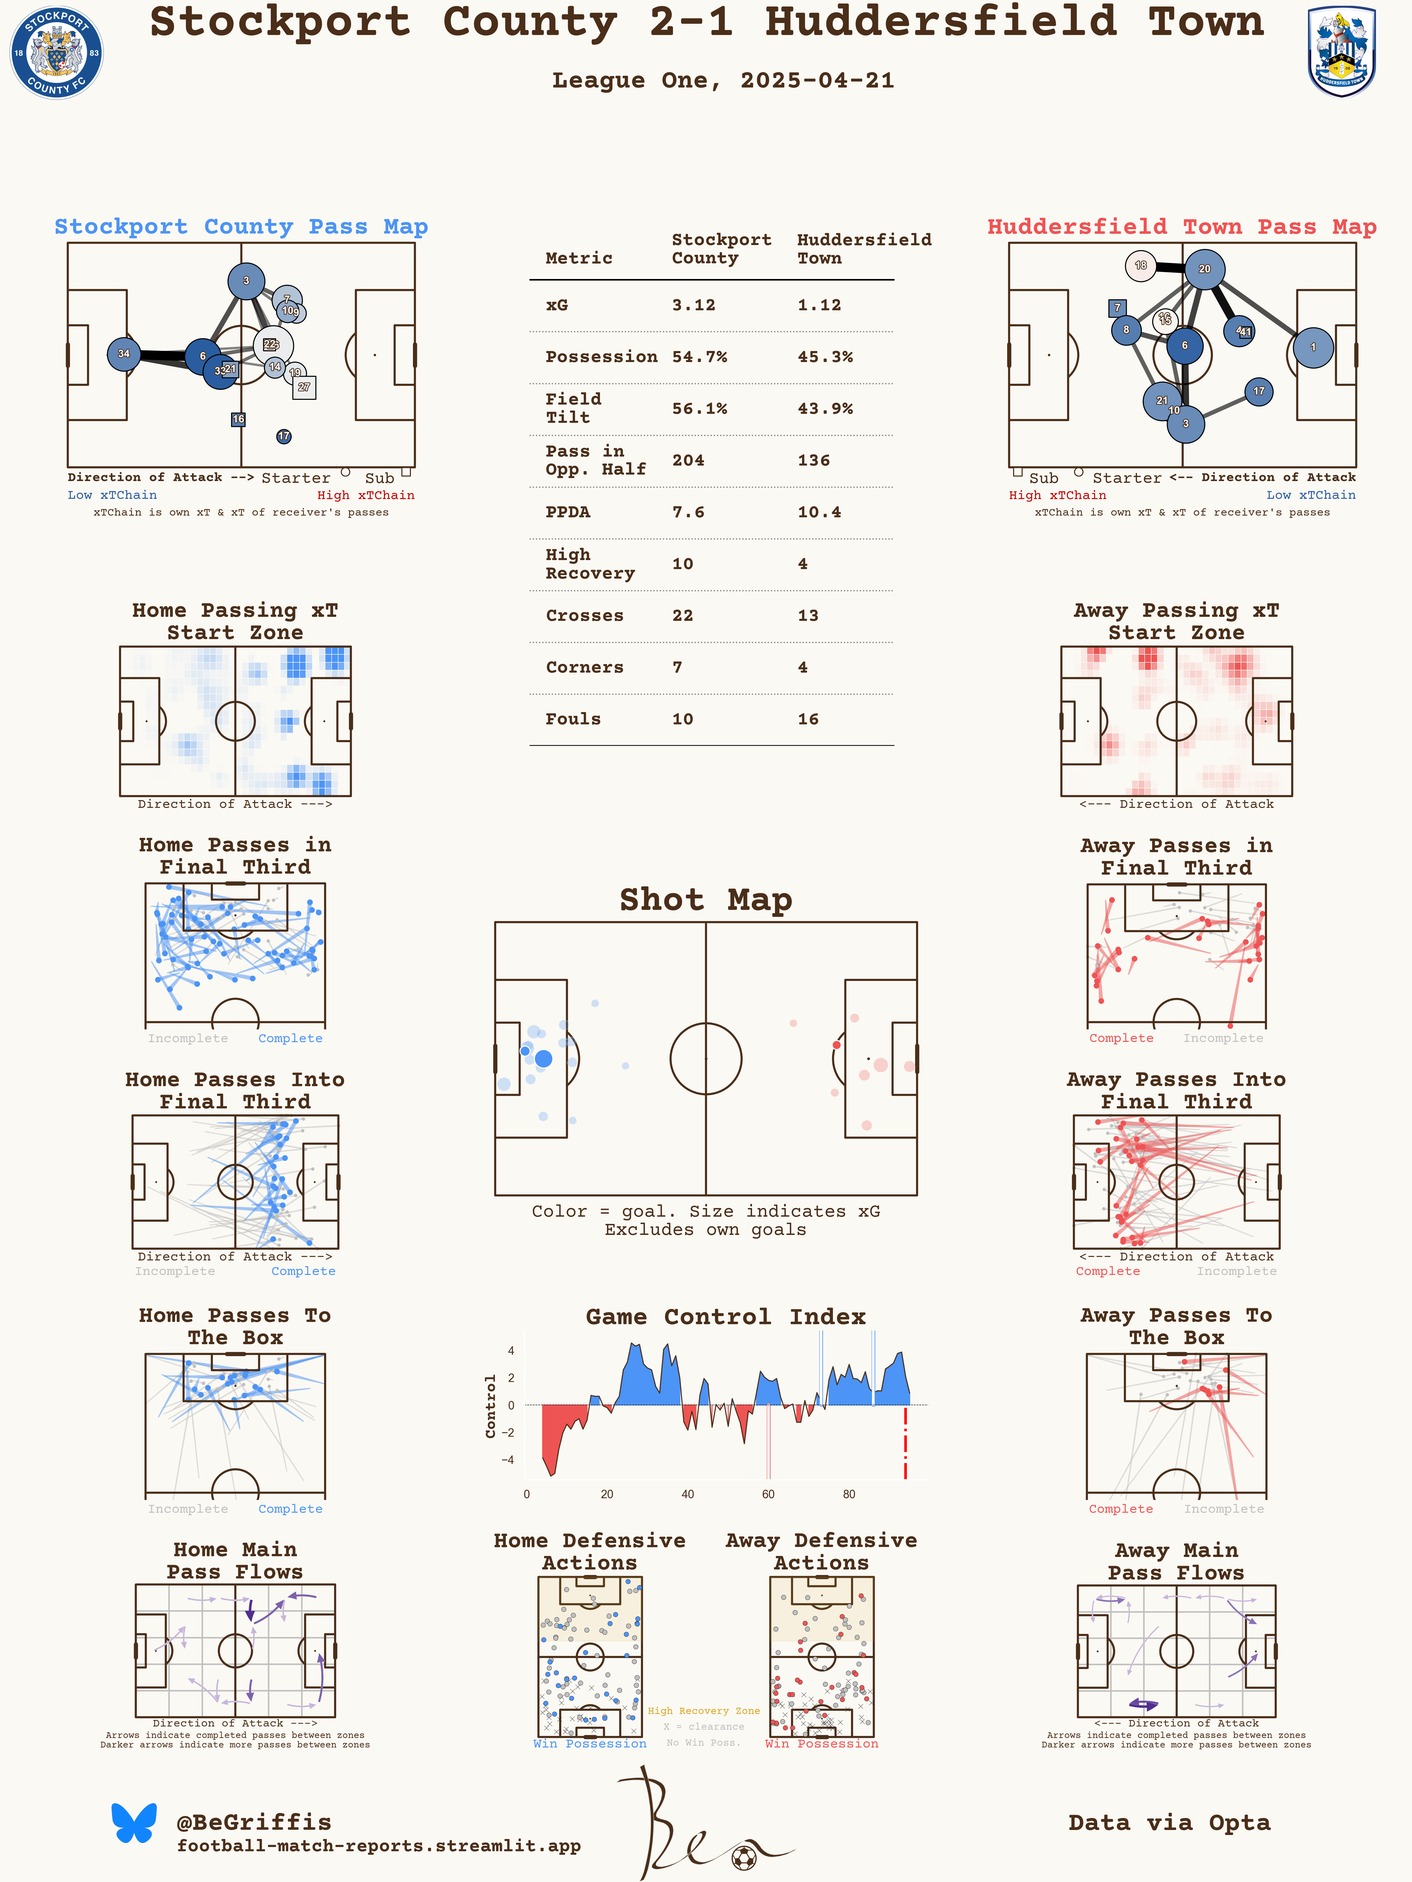 Stockport County 2-1 Huddersfield Town
League One, 2025-04-21
STOCKPORT
18 83
COUNTY FC
HUDDERSFIELD TOWN
Stockport County Pass Map
3
7
10 9
34
6
33
21
22
14
19
27
16
17
Direction of Attack --> Starter Sub
Low xTChain High xTChain
xTChain is own xT & xT of receiver's passes
Metric Stockport County Huddersfield Town
xG 3.12 1.12
Possession 54.7% 45.3%
Field Tilt 56.1% 43.9%
Pass in Opp. Half 204 136
PPDA 7.6 10.4
High Recovery 10 4
Crosses 22 13
Corners 7 4
Fouls 10 16
Huddersfield Town Pass Map
18
20
7
8
15
6
4
41
1
21
10
3
17
Sub Starter <-- Direction of Attack
High xTChain Low xTChain
xTChain is own xT & xT of receiver's passes
Home Passing xT
Start Zone
Direction of Attack --->
Away Passing xT
Start Zone
<--- Direction of Attack
Home Passes in
Final Third
Incomplete Complete
Away Passes in
Final Third
Complete Incomplete
Shot Map
Color = goal. Size indicates xG
Excludes own goals
Home Passes Into
Final Third
Direction of Attack --->
Incomplete Complete
Away Passes Into
Final Third
<--- Direction of Attack
Complete Incomplete
Home Passes To
The Box
Incomplete Complete
Game Control Index
Control
4
2
0
−2
−4
0 20 40 60 80
Away Passes To
The Box
Complete Incomplete
Home Main
Pass Flows
Direction of Attack --->
Arrows indicate completed passes between zones
Darker arrows indicate more passes between zones
Home Defensive
Actions
Win Possession
High Recovery Zone
X = clearance
No Win Poss.
Away Defensive
Actions
Win Possession
Away Main
Pass Flows
<--- Direction of Attack
Arrows indicate completed passes between zones
Darker arrows indicate more passes between zones
@BeGriffis
football-match-reports.streamlit.app
Ben
Data via Opta